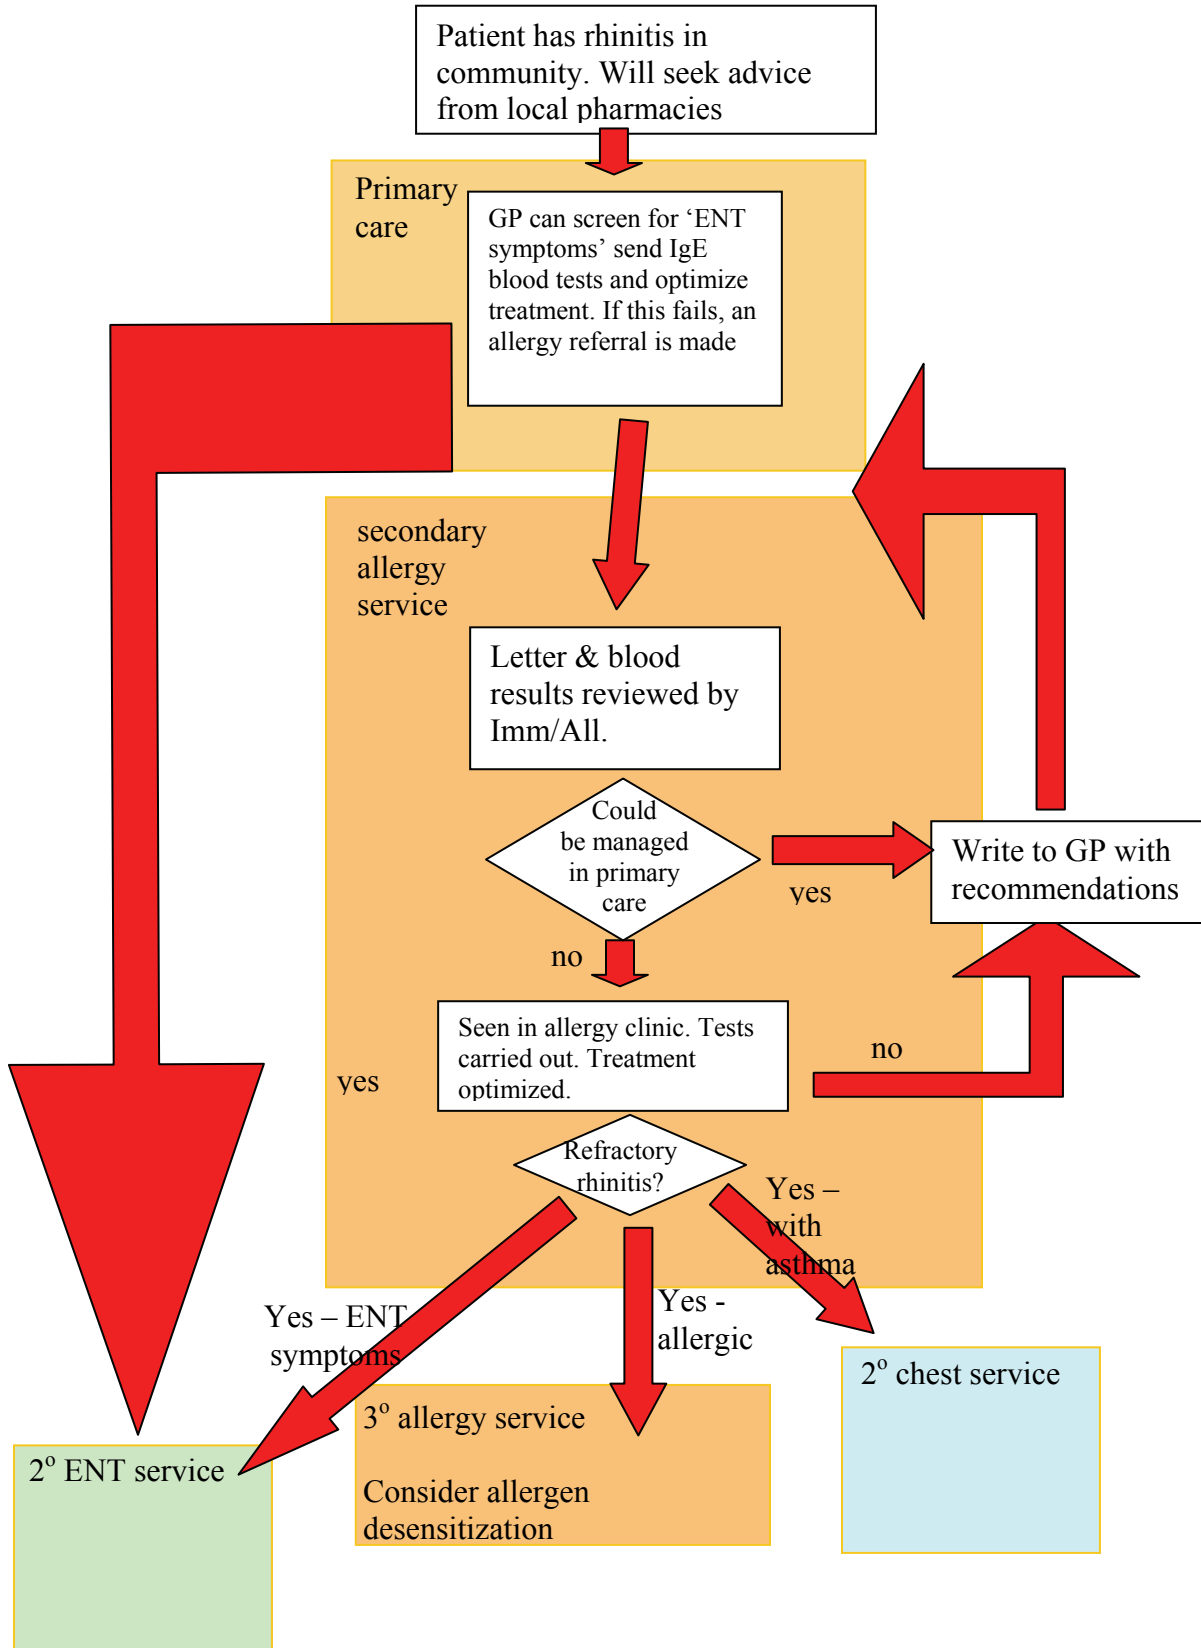 Patient has rhinitis in
community. Will seek advice
from local pharmacies
Primary
care
GP can screen for ‘ENT
symptoms’ send IgE
blood tests and optimize
treatment. If this fails, an
allergy referral is made
secondary
allergy
service
Letter & blood
results reviewed by
Imm/All.
Could
be managed
in primary
care
yes
Write to GP with
recommendations
no
Seen in allergy clinic. Tests
carried out. Treatment
optimized.
no
yes
Refractory
rhinitis?
Yes –
with
asthma
Yes – ENT
symptoms
Yes -
allergic
2º chest service
3º allergy service
Consider allergen
desensitization
2º ENT service